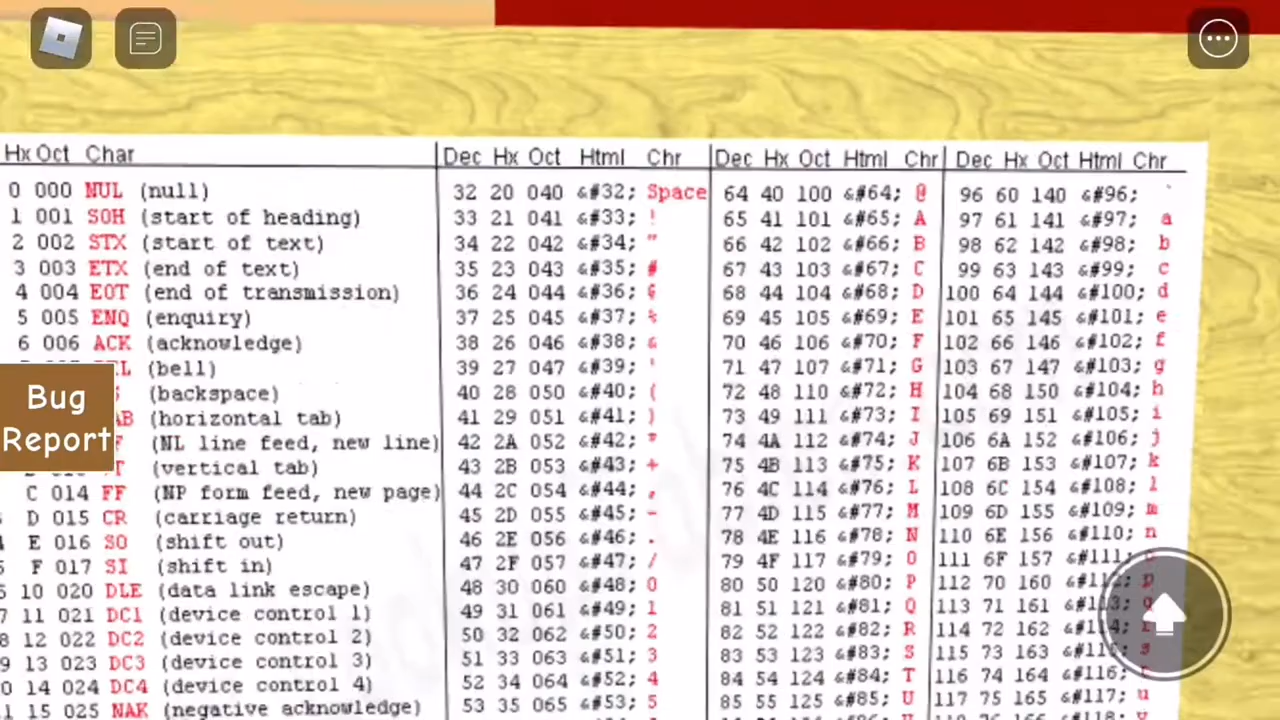 Hx Oct Char Dec Hx Oct Html Chr Dec Hx Oct Html Chr Dec Hx Oct Html Chr
0 000 NUL (null) 32 20 040 &#32; Space 64 40 100 &#64; @ 96 60 140 &#96; `
1 001 SOH (start of heading) 33 21 041 &#33; ! 65 41 101 &#65; A 97 61 141 &#97; a
2 002 STX (start of text) 34 22 042 &#34; " 66 42 102 &#66; B 98 62 142 &#98; b
3 003 ETX (end of text) 35 23 043 &#35; # 67 43 103 &#67; C 99 63 143 &#99; c
4 004 EOT (end of transmission) 36 24 044 &#36; $ 68 44 104 &#68; D 100 64 144 &#100; d
5 005 ENQ (enquiry) 37 25 045 &#37; % 69 45 105 &#69; E 101 65 145 &#101; e
6 006 ACK (acknowledge) 38 26 046 &#38; & 70 46 106 &#70; F 102 66 146 &#102; f
(bell) 39 27 047 &#39; ' 71 47 107 &#71; G 103 67 147 &#103; g
Bug
(backspace) 40 28 050 &#40; ( 72 48 110 &#72; H 104 68 150 &#104; h
(horizontal tab) 41 29 051 &#41; ) 73 49 111 &#73; I 105 69 151 &#105; i
Report
(NL line feed, new line) 42 2A 052 &#42; * 74 4A 112 &#74; J 106 6A 152 &#106; j
(vertical tab) 43 2B 053 &#43; + 75 4B 113 &#75; K 107 6B 153 &#107; k
C 014 FF (NP form feed, new page) 44 2C 054 &#44; , 76 4C 114 &#76; L 108 6C 154 &#108; l
D 015 CR (carriage return) 45 2D 055 &#45; - 77 4D 115 &#77; M 109 6D 155 &#109; m
E 016 SO (shift out) 46 2E 056 &#46; . 78 4E 116 &#78; N 110 6E 156 &#110; n
F 017 SI (shift in) 47 2F 057 &#47; / 79 4F 117 &#79; O 111 6F 157 &#111; o
10 020 DLE (data link escape) 48 30 060 &#48; 0 80 50 120 &#80; P 112 70 160 &#112; p
11 021 DC1 (device control 1) 49 31 061 &#49; 1 81 51 121 &#81; Q 113 71 161 &#113; q
12 022 DC2 (device control 2) 50 32 062 &#50; 2 82 52 122 &#82; R 114 72 162 &#114; r
13 023 DC3 (device control 3) 51 33 063 &#51; 3 83 53 123 &#83; S 115 73 163 &#115; s
14 024 DC4 (device control 4) 52 34 064 &#52; 4 84 54 124 &#84; T 116 74 164 &#116; t
15 025 NAK (negative acknowledge) 53 35 065 &#53; 5 85 55 125 &#85; U 117 75 165 &#117; u